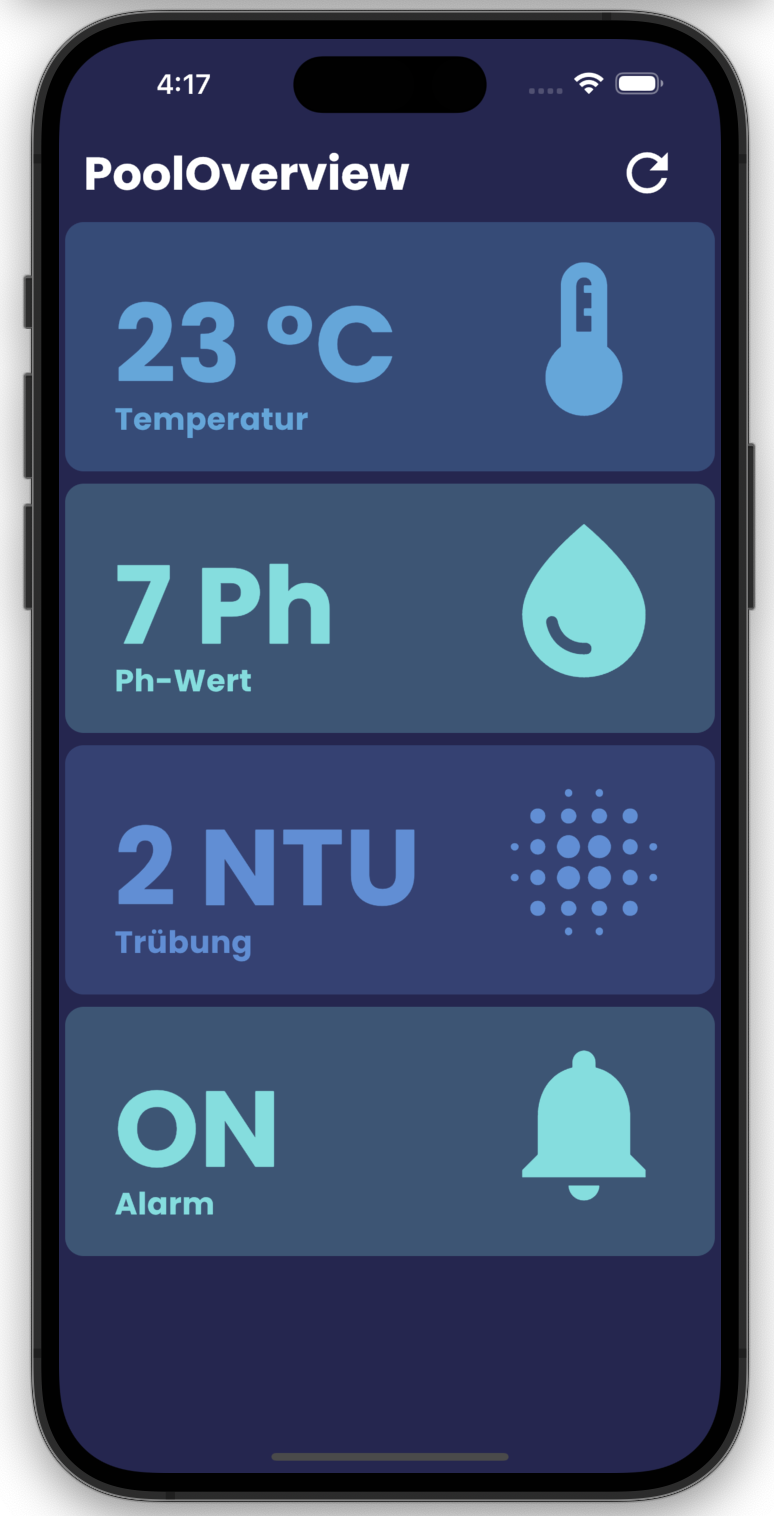 4:17
PoolOverview
23 °C
Temperatur
7 Ph
Ph-Wert
2 NTU
Trübung
ON
Alarm